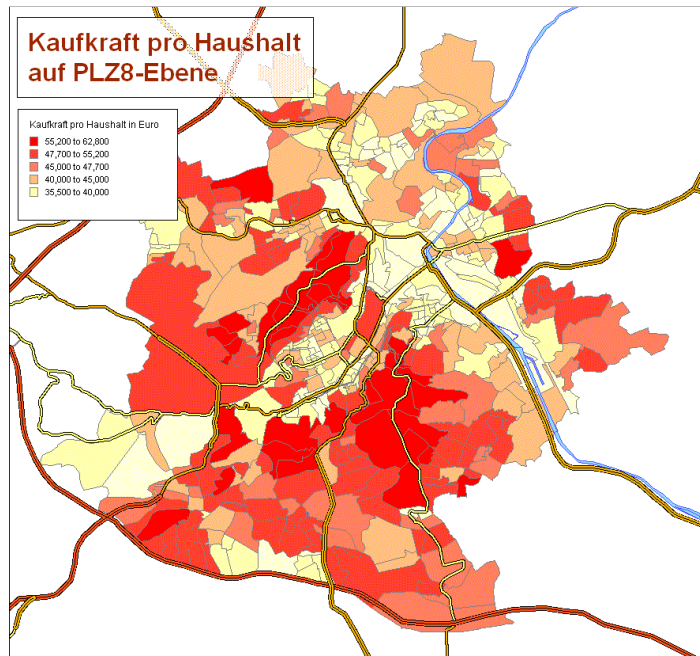 Kaufkraft pro Haushalt
auf PLZ8-Ebene
Kaufkraft pro Haushalt in Euro
55,200 to 62,800
47,700 to 55,200
45,000 to 47,700
40,000 to 45,000
35,500 to 40,000